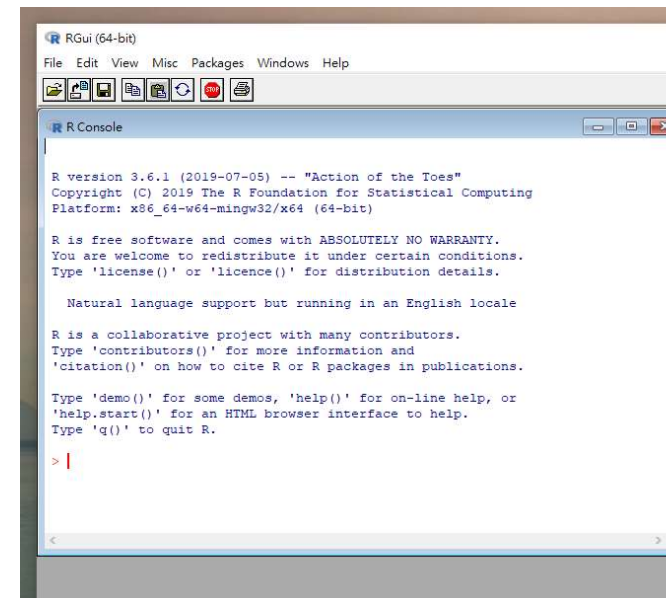 RGui (64-bit)
File Edit View Misc Packages Windows Help
STOP
R Console
R version 3.6.1 (2019-07-05) -- "Action of the Toes"
Copyright (C) 2019 The R Foundation for Statistical Computing
Platform: x86_64-w64-mingw32/x64 (64-bit)
R is free software and comes with ABSOLUTELY NO WARRANTY.
You are welcome to redistribute it under certain conditions.
Type 'license()' or 'licence()' for distribution details.
Natural language support but running in an English locale
R is a collaborative project with many contributors.
Type 'contributors()' for more information and
'citation()' on how to cite R or R packages in publications.
Type 'demo()' for some demos, 'help()' for on-line help, or
'help.start()' for an HTML browser interface to help.
Type 'q()' to quit R.
>